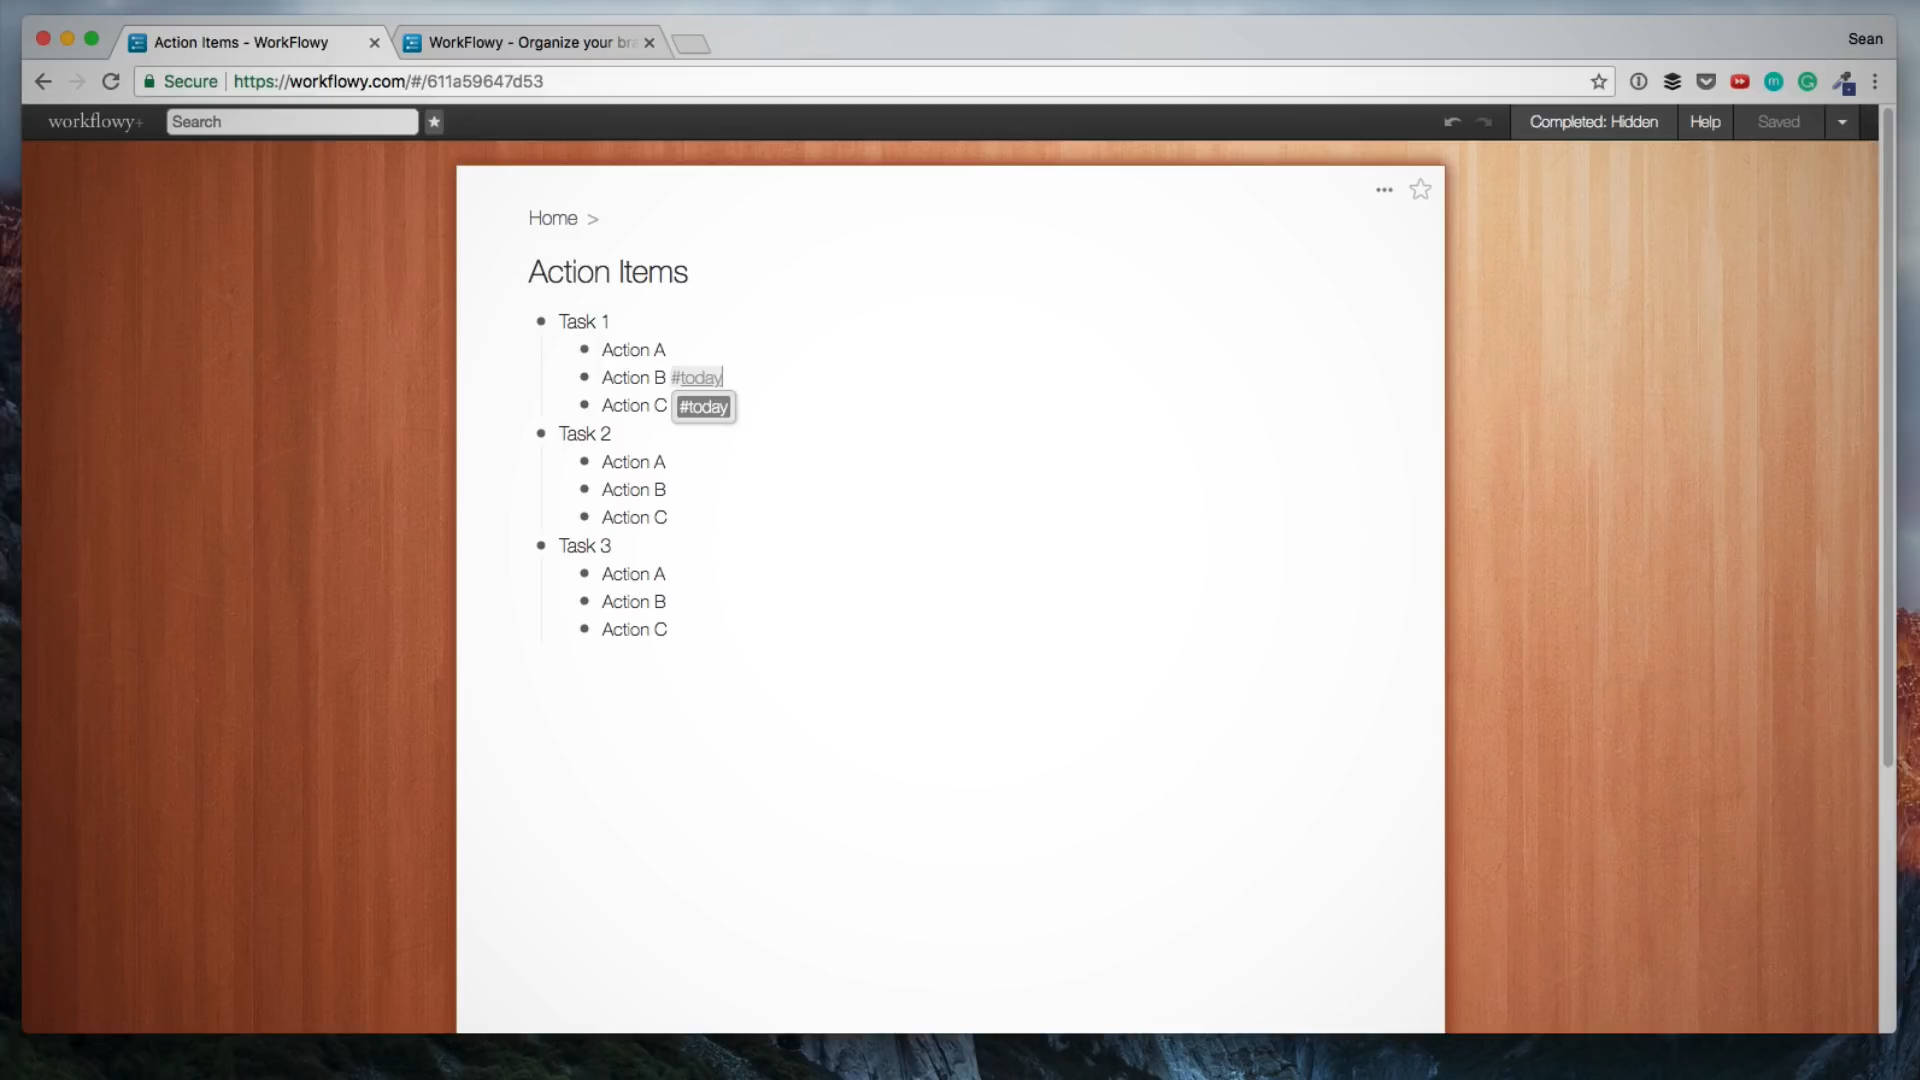 Action Items - WorkFlowy
WorkFlowy - Organize your bra
Sean
Secure https://workflowy.com/#/611a59647d53
workflowy+ Search Completed: Hidden Help Saved
Home >
Action Items
Task 1
Action A
Action B #today
Action C #today
Task 2
Action A
Action B
Action C
Task 3
Action A
Action B
Action C